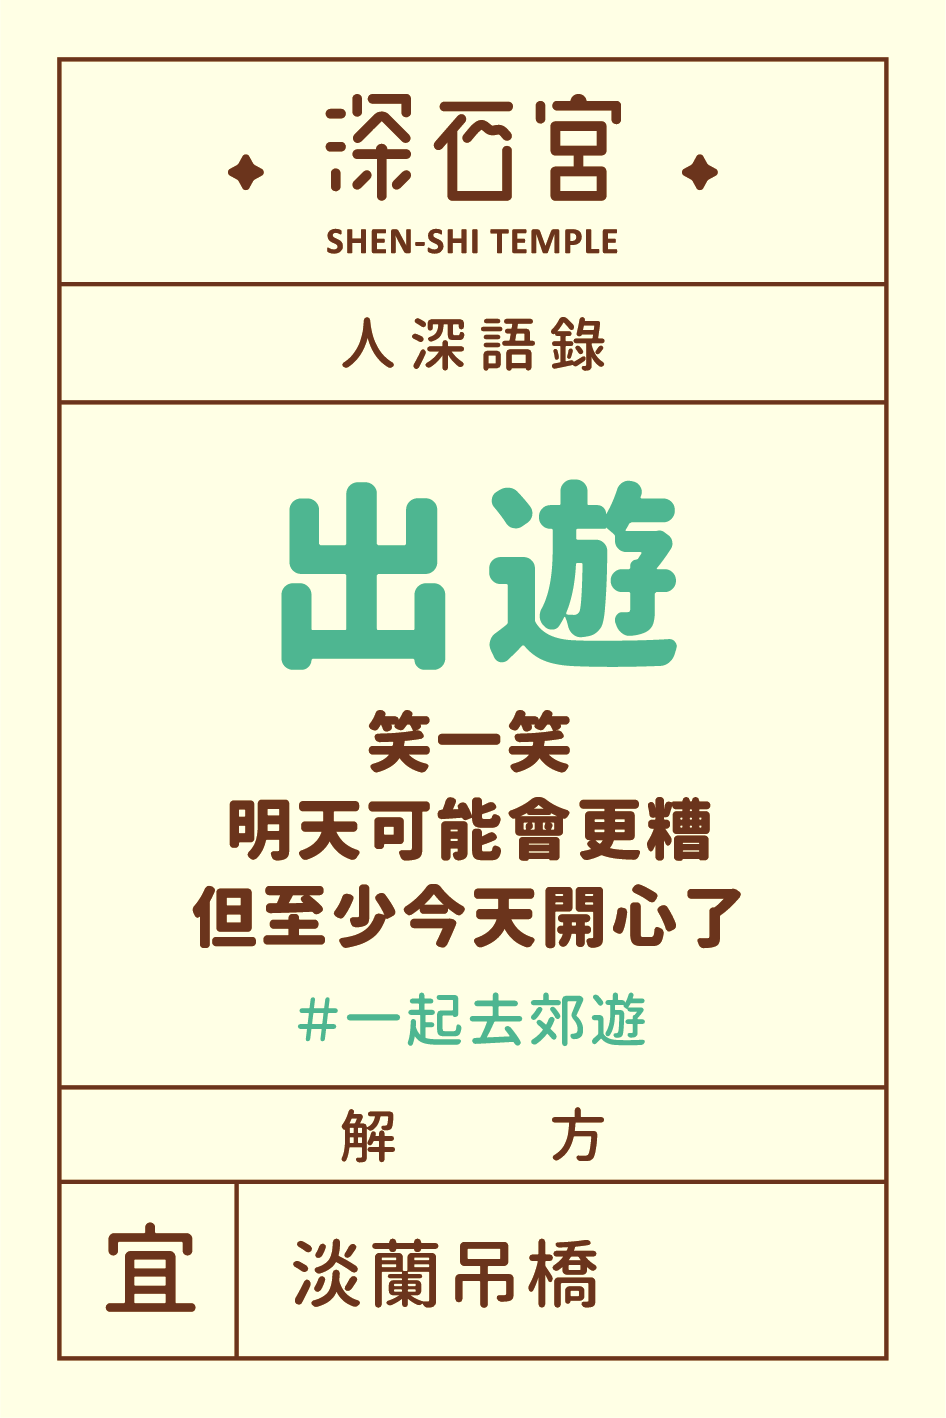 深石宮
SHEN-SHI TEMPLE
人深語錄
出遊
笑一笑
明天可能會更糟
但至少今天開心了
#一起去郊遊
解 方
宜 淡蘭吊橋